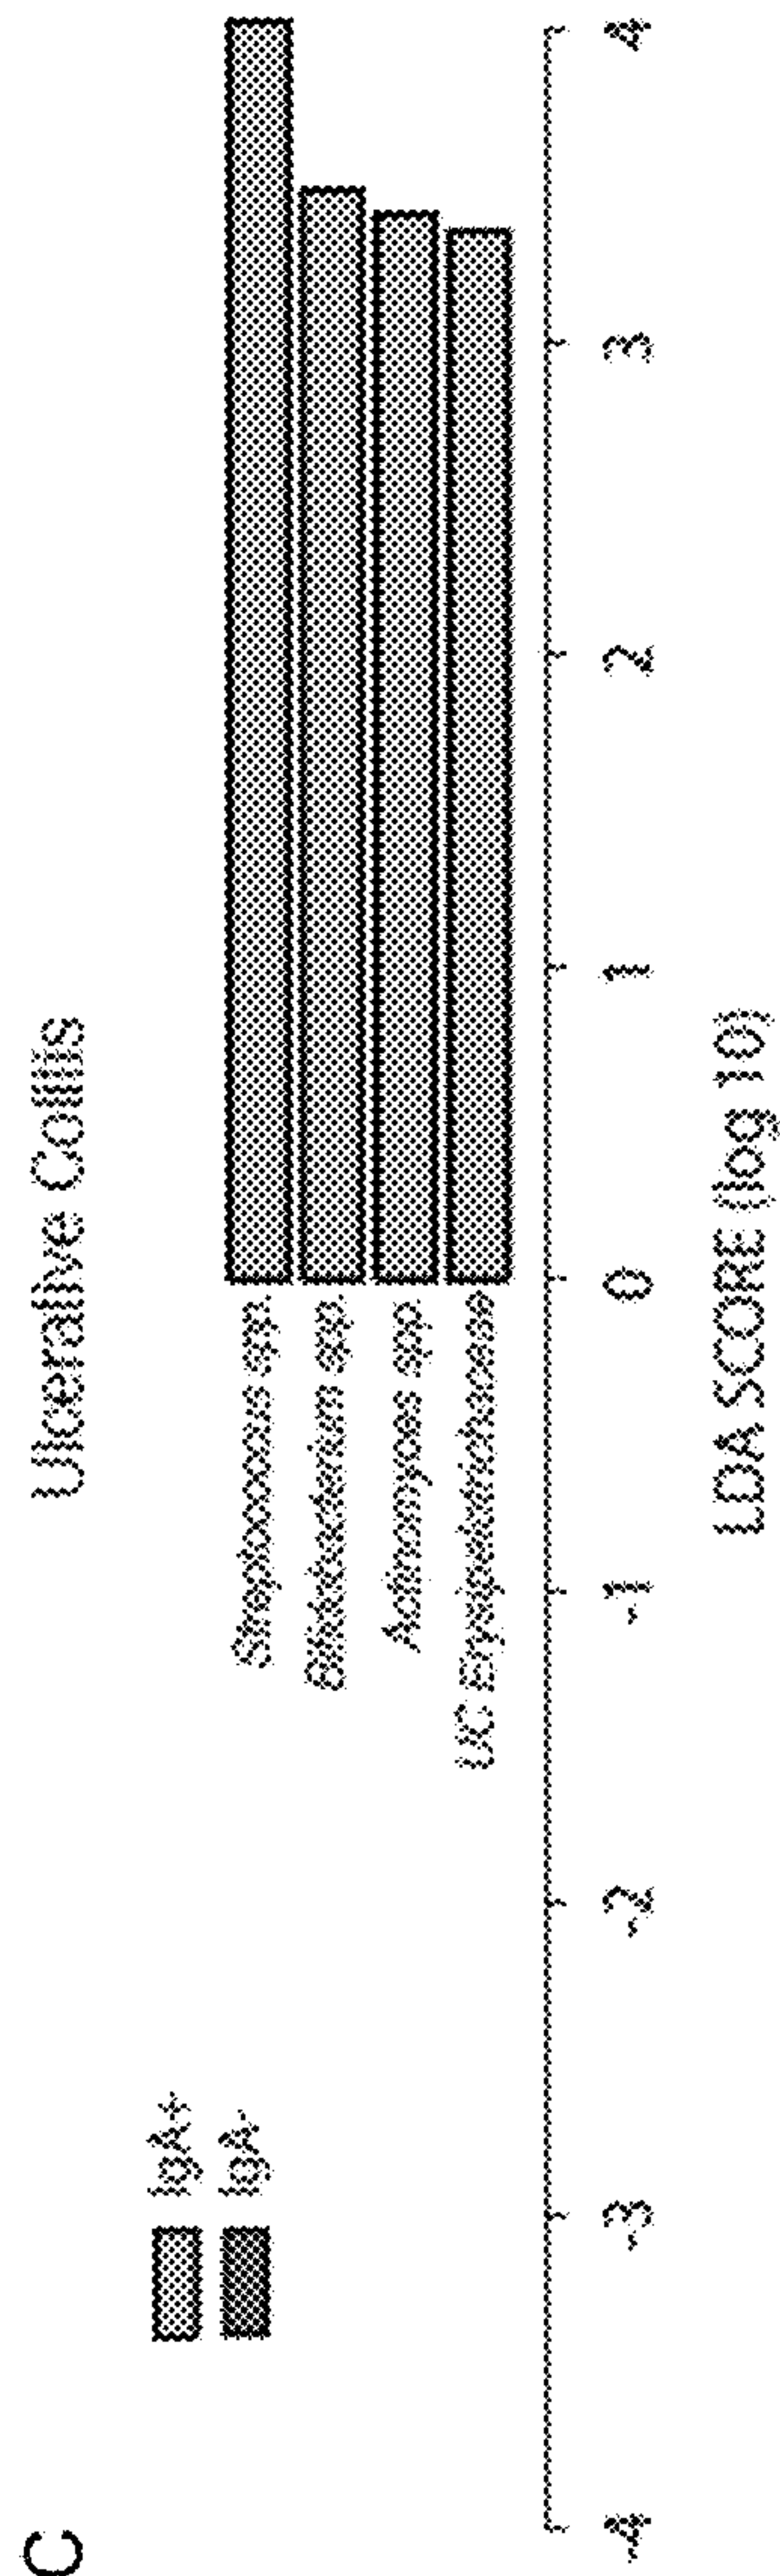 C
Ulcerative Colitis
IgA+
IgA-
Streptococcus spp.
Blifidobacterium spp.
Actinomyces spp.
UC Erysipelotrichaceae
-4 -3 -2 -1 0 1 2 3 4
LDA SCORE (log 10)